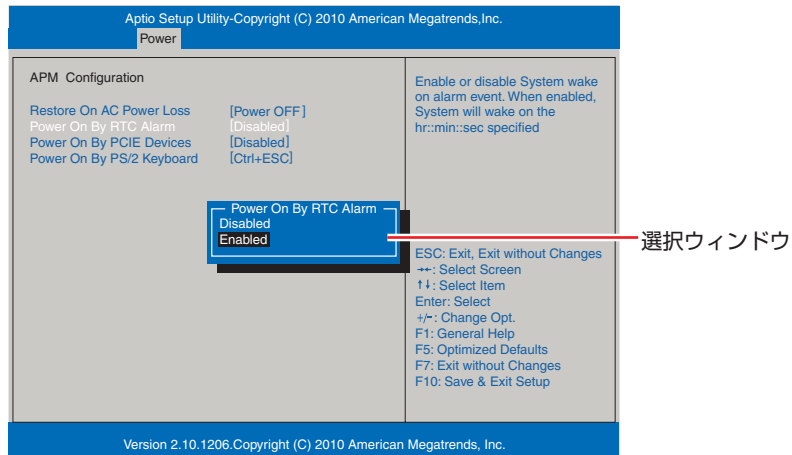 Aptio Setup Utility-Copyright (C) 2010 American Megatrends,Inc.
Power
APM Configuration
Restore On AC Power Loss [Power OFF]
Power On By RTC Alarm [Disabled]
Power On By PCIE Devices [Disabled]
Power On By PS/2 Keyboard [Ctrl+ESC]
Power On By RTC Alarm
Disabled
Enabled
Enable or disable System wake
on alarm event. When enabled,
System will wake on the
hr::min::sec specified
選択ウィンドウ
ESC: Exit, Exit without Changes
→←: Select Screen
↑↓: Select Item
Enter: Select
+/-: Change Opt.
F1: General Help
F5: Optimized Defaults
F7: Exit without Changes
F10: Save & Exit Setup
Version 2.10.1206.Copyright (C) 2010 American Megatrends, Inc.